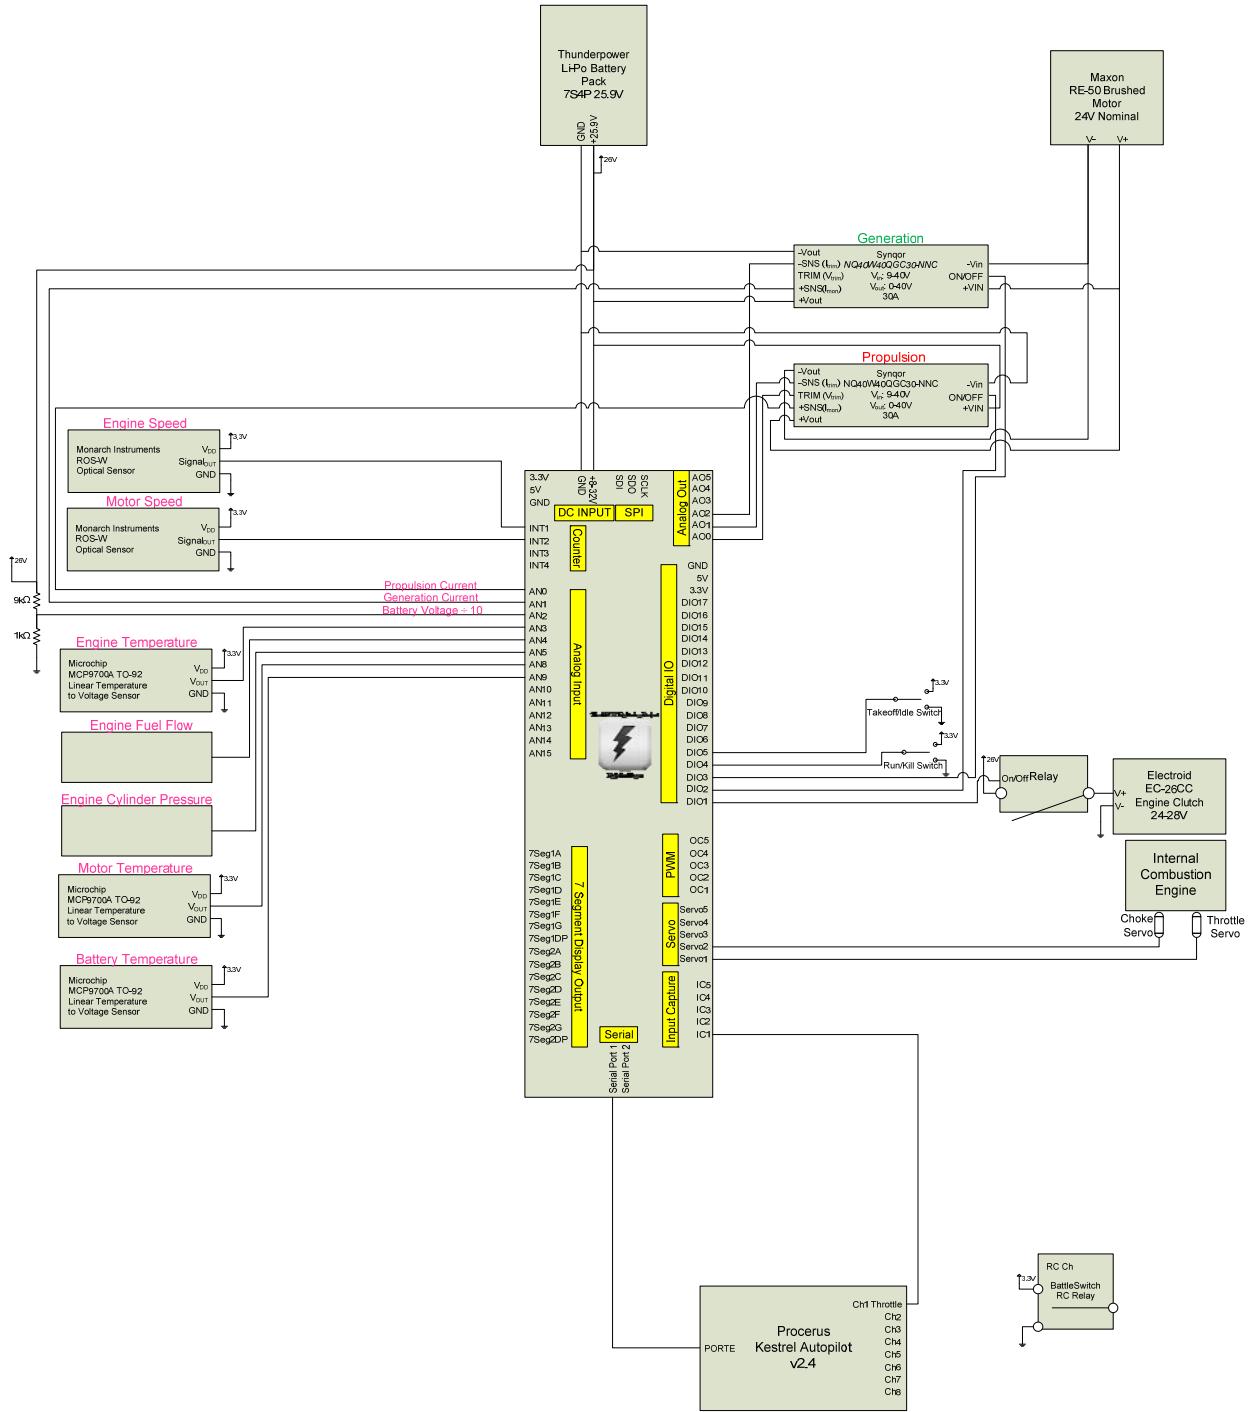 Thunderpower
Li-Po Battery
Pack
7S4P 25.9V
GND
+25.9V
26V
Maxon
RE-50 Brushed
Motor
24V Nominal
V-
V+
Generation
-Vout
-SNS (Itrim)
TRIM (Vtrim)
+SNS(Imon)
+Vout
Synqor
NQ40W40QGC30-NNC
Vin: 9-40V
Vout: 0-40V
30A
-Vin
ON/OFF
+VIN
Propulsion
-Vout
-SNS (Itrim)
TRIM (Vtrim)
+SNS(Imon)
+Vout
Synqor
NQ40W40QGC30-NNC
Vin: 9-40V
Vout: 0-40V
30A
-Vin
ON/OFF
+VIN
Engine Speed
Monarch Instruments
ROS-W
Optical Sensor
VDD
SignalOUT
GND
3.3V
Motor Speed
Monarch Instruments
ROS-W
Optical Sensor
VDD
SignalOUT
GND
3.3V
26V
9kΩ
1kΩ
Propulsion Current
Generation Current
Battery Voltage ÷ 10
Engine Temperature
Microchip
MCP9700A TO-92
Linear Temperature
to Voltage Sensor
VDD
VOUT
GND
3.3V
Engine Fuel Flow
Engine Cylinder Pressure
Motor Temperature
Microchip
MCP9700A TO-92
Linear Temperature
to Voltage Sensor
VDD
VOUT
GND
3.3V
Battery Temperature
Microchip
MCP9700A TO-92
Linear Temperature
to Voltage Sensor
VDD
VOUT
GND
3.3V
3.3V
5V
GND
GND
+8-32V
DC INPUT
SDI
SDO
SCLK
SPI
Analog Out
AO5
AO4
AO3
AO2
AO1
AO0
INT1
INT2
INT3
INT4
Counter
AN0
AN1
AN2
AN3
AN4
AN5
AN8
AN9
AN10
AN11
AN12
AN13
AN14
AN15
Analog Input
Digital IO
GND
5V
3.3V
DIO17
DIO16
DIO15
DIO14
DIO13
DIO12
DIO11
DIO10
DIO9
DIO8
DIO7
DIO6
DIO5
DIO4
DIO3
DIO2
DIO1
PWM
OC5
OC4
OC3
OC2
OC1
Servo
Servo5
Servo4
Servo3
Servo2
Servo1
Input Capture
IC5
IC4
IC3
IC2
IC1
7Seg1A
7Seg1B
7Seg1C
7Seg1D
7Seg1E
7Seg1F
7Seg1G
7Seg1DP
7Seg2A
7Seg2B
7Seg2C
7Seg2D
7Seg2E
7Seg2F
7Seg2G
7Seg2DP
7 Segment Display Output
Serial
Serial Port 1
Serial Port 2
3.3V
Takeoff/Idle Switch
3.3V
Run/Kill Switch
26V
On/Off
Relay
Electroid
EC-26CC
Engine Clutch
24-28V
V+
V-
Internal
Combustion
Engine
Choke
Servo
Throttle
Servo
PORTE
Procerus
Kestrel Autopilot
v2.4
Ch1 Throttle
Ch2
Ch3
Ch4
Ch5
Ch6
Ch7
Ch8
3.3V
RC Ch
BattleSwitch
RC Relay